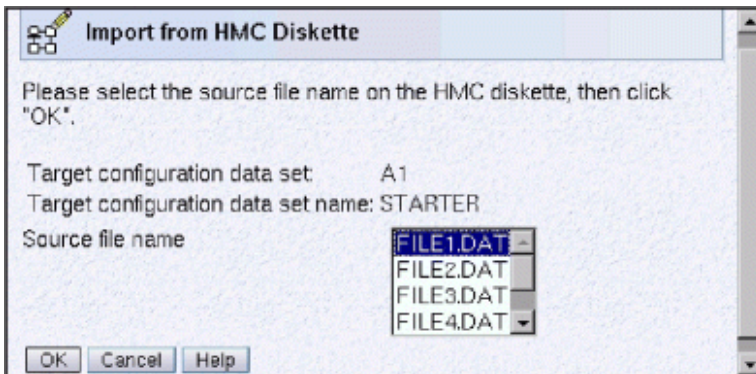 Import from HMC Diskette
Please select the source file name on the HMC diskette, then click
"OK".
Target configuration data set: A1
Target configuration data set name: STARTER
Source file name
FILE1.DAT
FILE2.DAT
FILE3.DAT
FILE4.DAT
OK Cancel Help